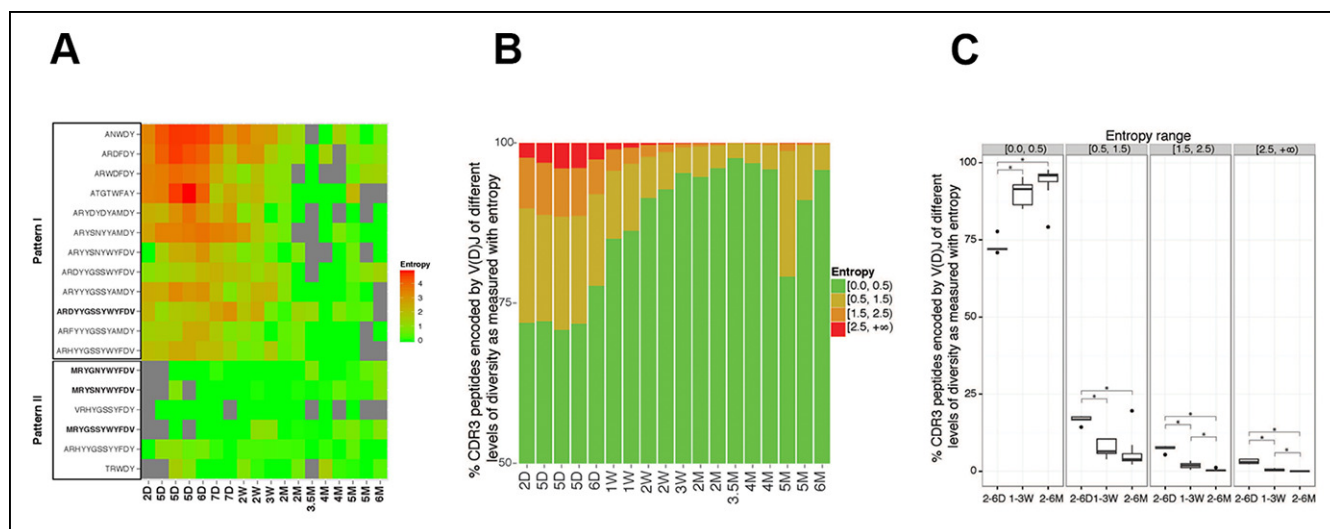 A
Pattern I
ANWDY
ARDFDY
ARWDFDY
ATGTWFAY
ARYDYDYAMDY
ARYSNYYAMDY
ARYYSNYWYFDV
ARDYYGSSWYFDV
ARYYYGSSYAMDY
ARDYYGSSYWYFDV
ARFYYYGSSYAMDY
ARHYYGSSYWYFDV
Pattern II
MRYGNYWYFDV
MRYSNYWYFDV
VRHYGSSYFDY
MRYGSSYWYFDV
ARHYYGSSYYFDY
TRWDY
2D- 5D- 5D- 5D- 6D- 7D- 7D- 2W- 2W- 3W- 2M- 2M- 3.5M- 4M- 4M- 5M- 5M- 6M-
Entropy
4
3
2
1
0
B
% CDR3 peptides encoded by V(D)J of different
levels of diversity as measured with entropy
100
75
50
2D 5D 5D 5D 6D 1W 1W 2W 2W 3W 2M 2M 3.5M 4M 4M 5M 5M 6M
Entropy
[0.0, 0.5)
[0.5, 1.5)
[1.5, 2.5)
[2.5, +∞)
C
Entropy range
[0.0, 0.5) [0.5, 1.5) [1.5, 2.5) [2.5, +∞)
% CDR3 peptides encoded by V(D)J of different
levels of diversity as measured with entropy
100
75
50
25
0
* * * * * * * * * *
2-6D 1-3W 2-6M 2-6D 1-3W 2-6M 2-6D 1-3W 2-6M 2-6D 1-3W 2-6M